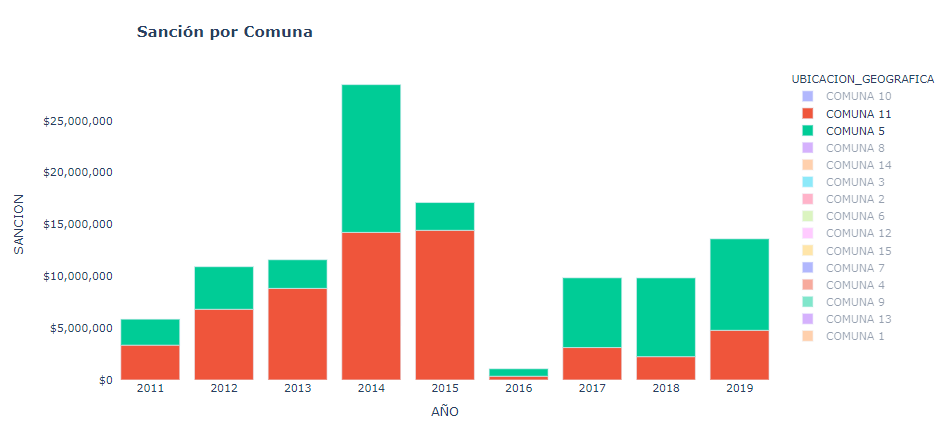 Sanción por Comuna
UBICACION_GEOGRAFICA
COMUNA 10
COMUNA 11
COMUNA 5
COMUNA 8
COMUNA 14
COMUNA 3
COMUNA 2
COMUNA 6
COMUNA 12
COMUNA 15
COMUNA 7
COMUNA 4
COMUNA 9
COMUNA 13
COMUNA 1
SANCION
$25,000,000
$20,000,000
$15,000,000
$10,000,000
$5,000,000
$0
2011 2012 2013 2014 2015 2016 2017 2018 2019
AÑO